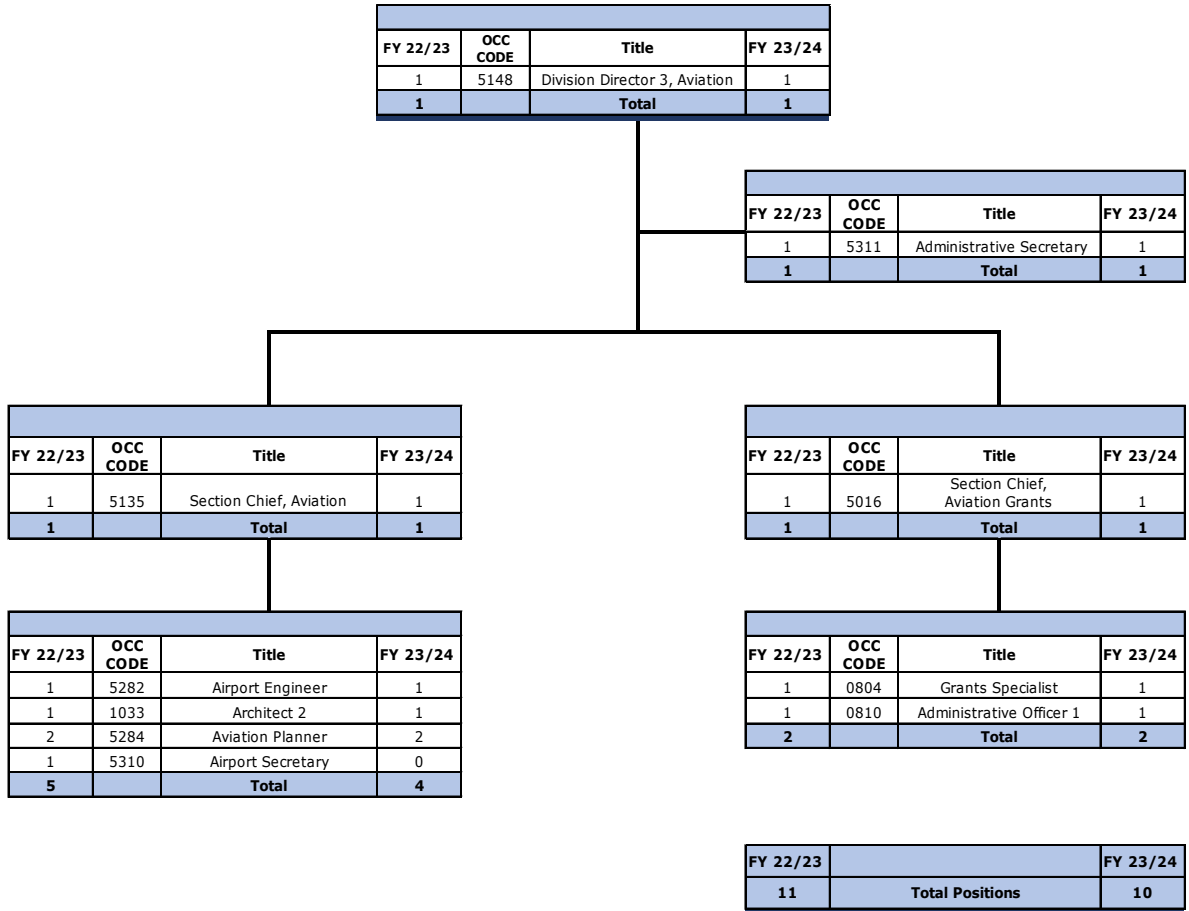 FY 22/23 OCC CODE Title FY 23/24
1 5148 Division Director 3, Aviation 1
1 Total 1
FY 22/23 OCC CODE Title FY 23/24
1 5311 Administrative Secretary 1
1 Total 1
FY 22/23 OCC CODE Title FY 23/24
1 5135 Section Chief, Aviation 1
1 Total 1
FY 22/23 OCC CODE Title FY 23/24
1 5016 Section Chief, Aviation Grants 1
1 Total 1
FY 22/23 OCC CODE Title FY 23/24
1 5282 Airport Engineer 1
1 1033 Architect 2 1
2 5284 Aviation Planner 2
1 5310 Airport Secretary 0
5 Total 4
FY 22/23 OCC CODE Title FY 23/24
1 0804 Grants Specialist 1
1 0810 Administrative Officer 1 1
2 Total 2
FY 22/23 FY 23/24
11 Total Positions 10